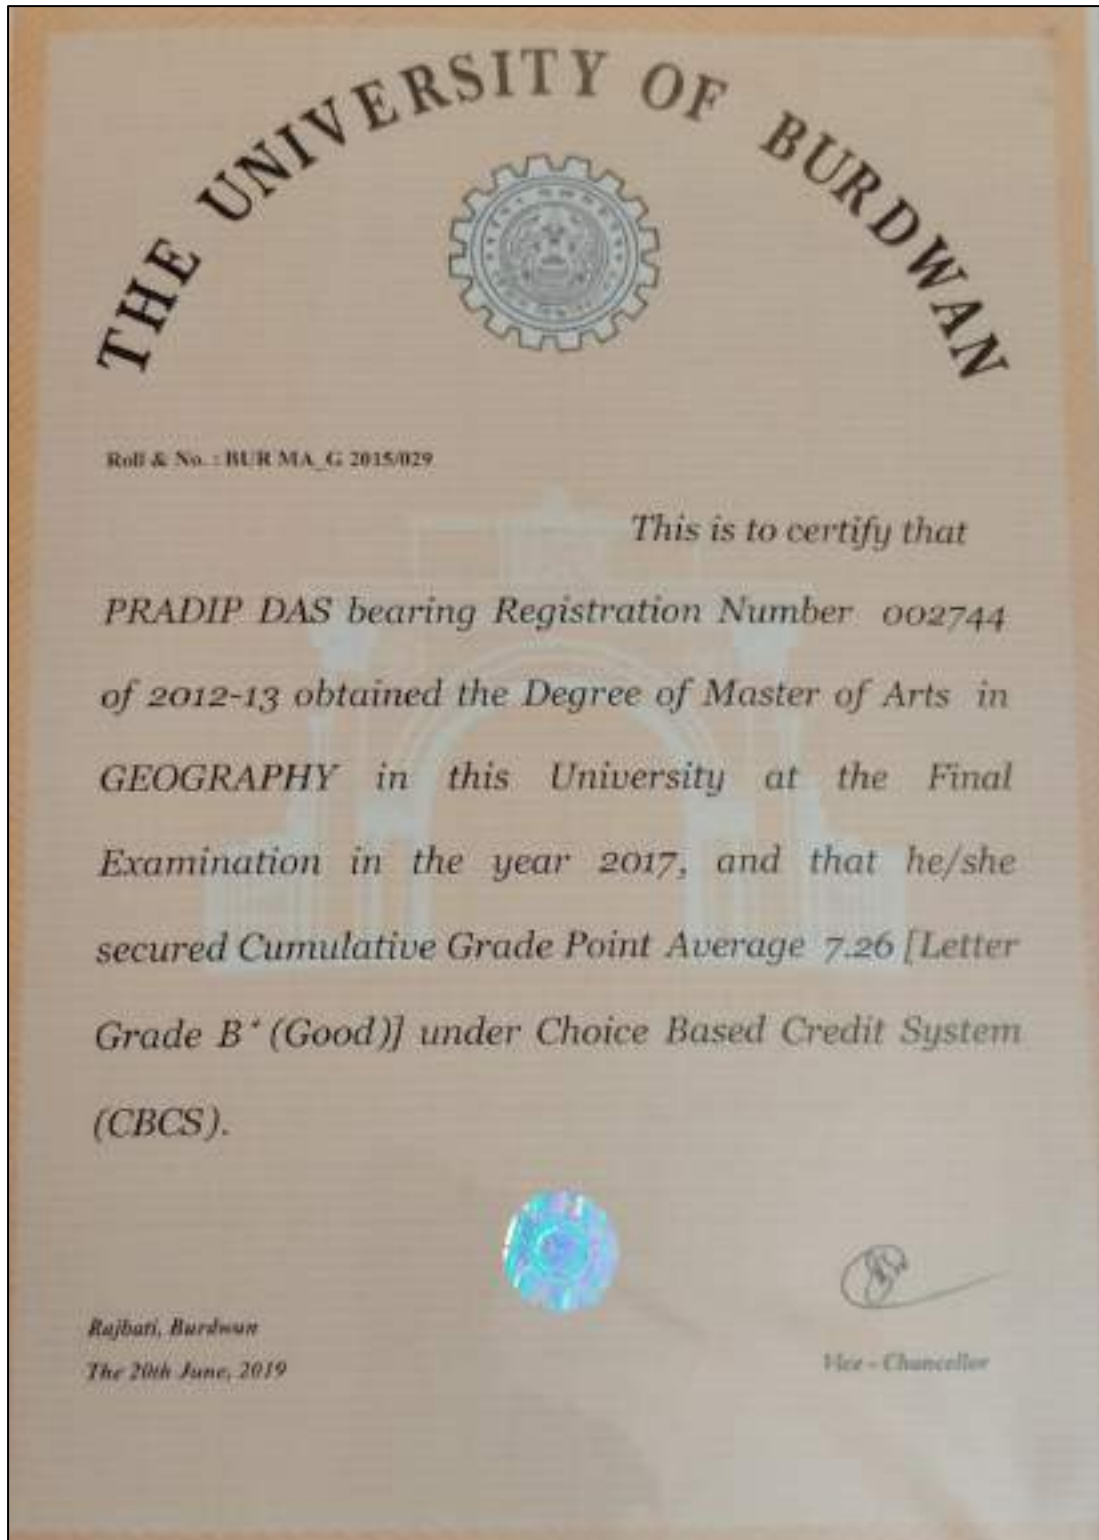 THE UNIVERSITY OF BURDWAN
Roll & No. : BUR MA_G 2015/029
This is to certify that
PRADIP DAS bearing Registration Number 002744
of 2012-13 obtained the Degree of Master of Arts in
GEOGRAPHY in this University at the Final
Examination in the year 2017, and that he/she
secured Cumulative Grade Point Average 7.26 [Letter
Grade B⁺ (Good)] under Choice Based Credit System
(CBCS).
Rajbati, Burdwan
The 20th June, 2019
Vice - Chancellor